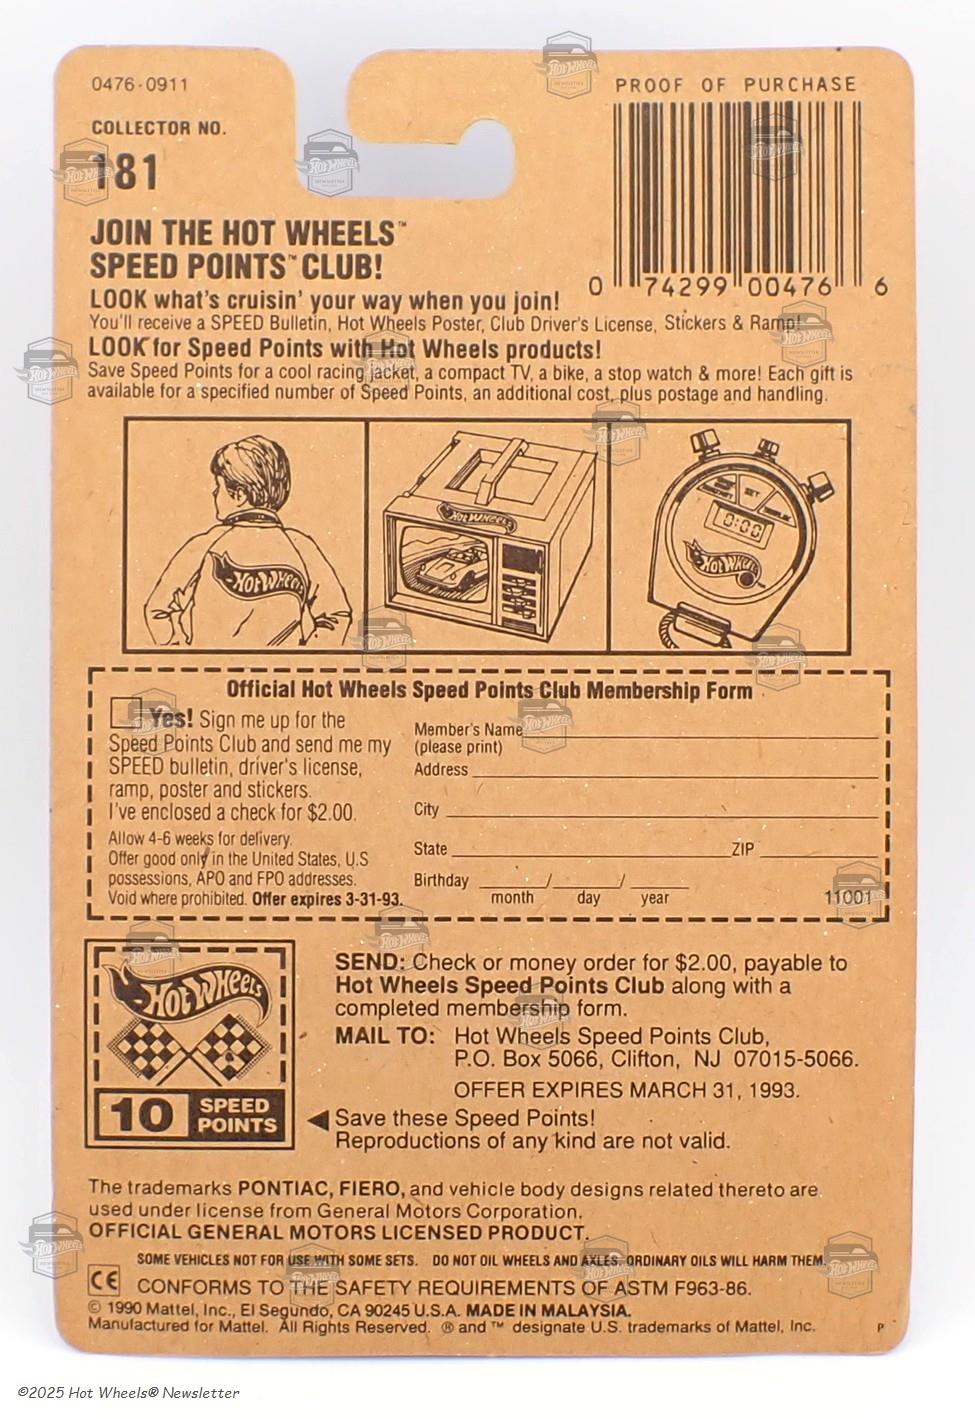 0476-0911
COLLECTOR NO.
181
PROOF OF PURCHASE
0 74299 00476 6
JOIN THE HOT WHEELS™
SPEED POINTS™ CLUB!
LOOK what's cruisin' your way when you join!
You'll receive a SPEED Bulletin, Hot Wheels Poster, Club Driver's License, Stickers & Ramp!
LOOK for Speed Points with Hot Wheels products!
Save Speed Points for a cool racing jacket, a compact TV, a bike, a stop watch & more! Each gift is
available for a specified number of Speed Points, an additional cost, plus postage and handling.
Hot Wheels
Hot Wheels
SET
0:00
Hot Wheels
Official Hot Wheels Speed Points Club Membership Form
Yes! Sign me up for the
Speed Points Club and send me my
SPEED bulletin, driver's license,
ramp, poster and stickers.
I've enclosed a check for $2.00.
Allow 4-6 weeks for delivery.
Offer good only in the United States, U.S
possessions, APO and FPO addresses.
Void where prohibited. Offer expires 3-31-93.
Member's Name
(please print)
Address
City
State ZIP
Birthday / /
month day year
11001
Hot Wheels
10 SPEED
POINTS
SEND: Check or money order for $2.00, payable to
Hot Wheels Speed Points Club along with a
completed membership form.
MAIL TO: Hot Wheels Speed Points Club,
P.O. Box 5066, Clifton, NJ 07015-5066.
OFFER EXPIRES MARCH 31, 1993.
Save these Speed Points!
Reproductions of any kind are not valid.
The trademarks PONTIAC, FIERO, and vehicle body designs related thereto are
used under license from General Motors Corporation.
OFFICIAL GENERAL MOTORS LICENSED PRODUCT.
SOME VEHICLES NOT FOR USE WITH SOME SETS. DO NOT OIL WHEELS AND AXLES, ORDINARY OILS WILL HARM THEM.
CE CONFORMS TO THE SAFETY REQUIREMENTS OF ASTM F963-86.
© 1990 Mattel, Inc., El Segundo, CA 90245 U.S.A. MADE IN MALAYSIA.
Manufactured for Mattel. All Rights Reserved. ® and ™ designate U.S. trademarks of Mattel, Inc.
P
©2025 Hot Wheels® Newsletter